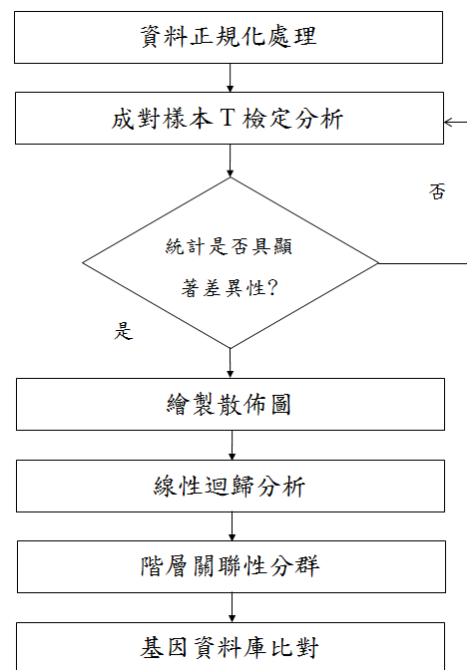 資料正規化處理
成對樣本 T 檢定分析
否
統計是否具顯
著差異性?
是
繪製散佈圖
線性迴歸分析
階層關聯性分群
基因資料庫比對